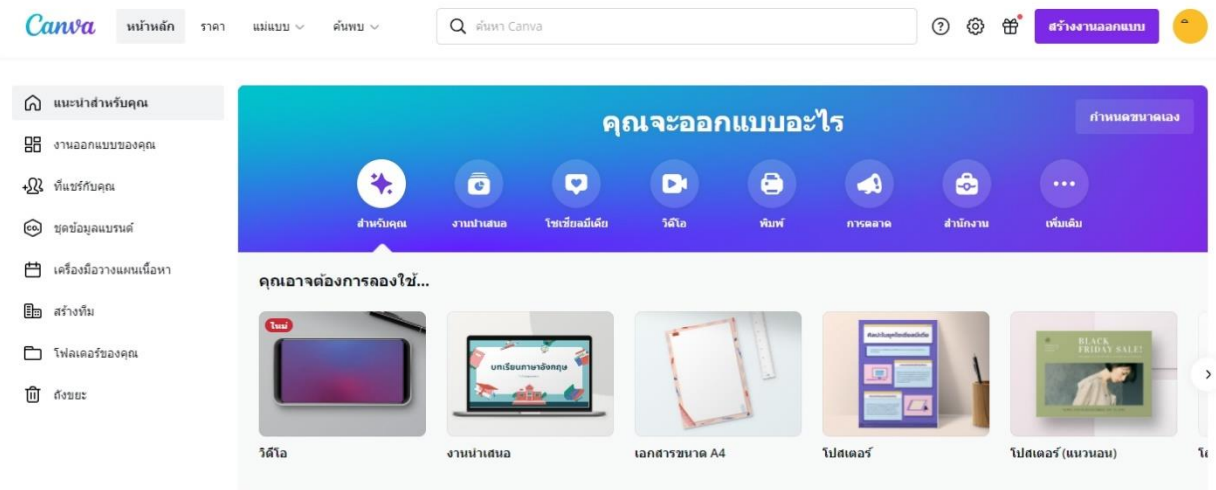 Canva
หน้าหลัก
ราคา
แม่แบบ
ค้นพบ
ค้นหา Canva
สร้างงานออกแบบ
แนะนำสำหรับคุณ
งานออกแบบของคุณ
ที่แชร์กับคุณ
ชุดข้อมูลแบรนด์
เครื่องมือวางแผนเนื้อหา
สร้างทีม
โฟลเดอร์ของคุณ
ถังขยะ
คุณจะออกแบบอะไร
กำหนดขนาดเอง
สำหรับคุณ
งานนำเสนอ
โซเชียลมีเดีย
วิดีโอ
พิมพ์
การตลาด
สำนักงาน
เพิ่มเติม
คุณอาจต้องการลองใช้...
ใหม่
บทเรียนภาษาอังกฤษ
BLACK
FRIDAY SALE!
วิดีโอ
งานนำเสนอ
เอกสารขนาด A4
โปสเตอร์
โปสเตอร์ (แนวนอน)